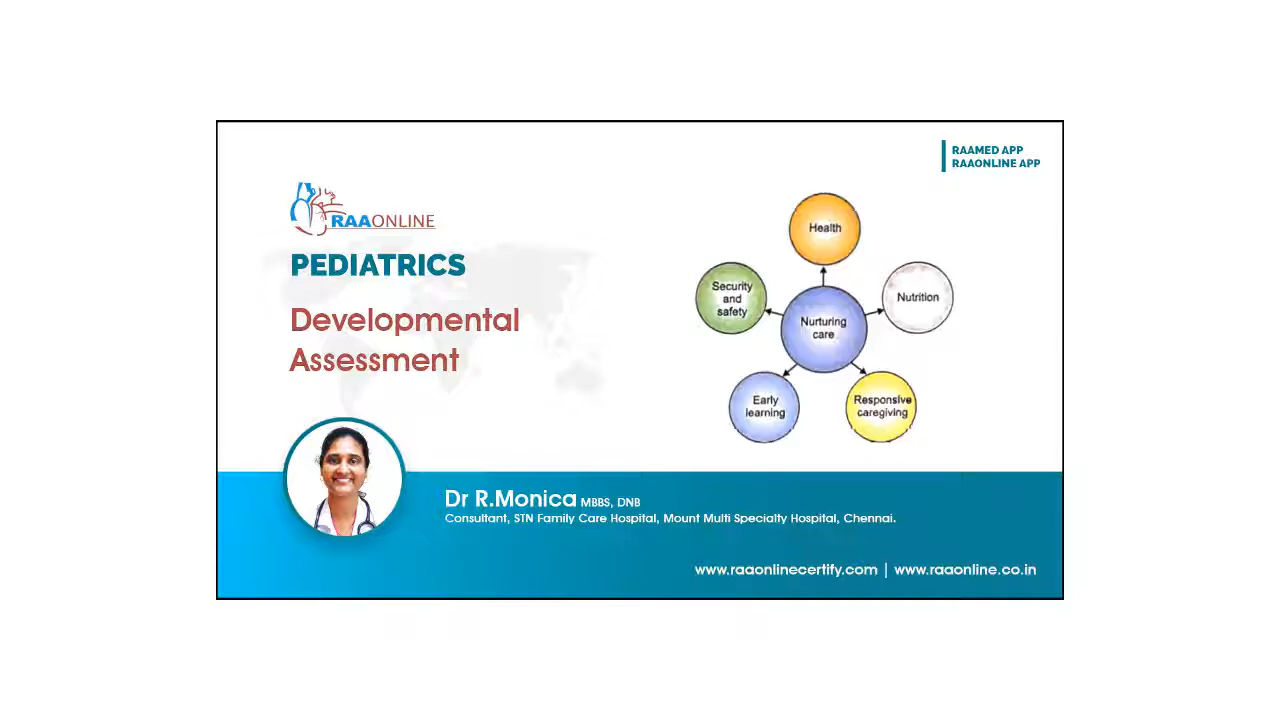 RAAMED APP
RAAONLINE APP
RAAONLINE
PEDIATRICS
Developmental
Assessment
Health
Security
and
safety
Nutrition
Nurturing
care
Early
learning
Responsive
caregiving
Dr R.Monica MBBS, DNB
Consultant, STN Family Care Hospital, Mount Multi Specialty Hospital, Chennai.
www.raaonlinecertify.com | www.raaonline.co.in